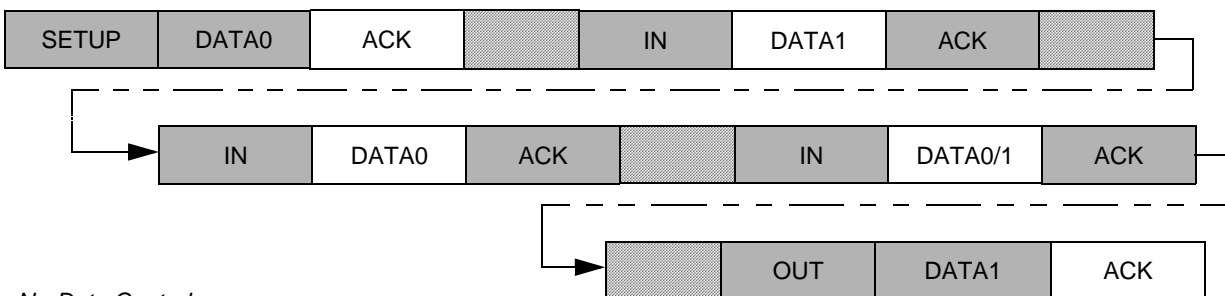 SETUP DATA0 ACK IN DATA1 ACK
IN DATA0 ACK IN DATA0/1 ACK
OUT DATA1 ACK